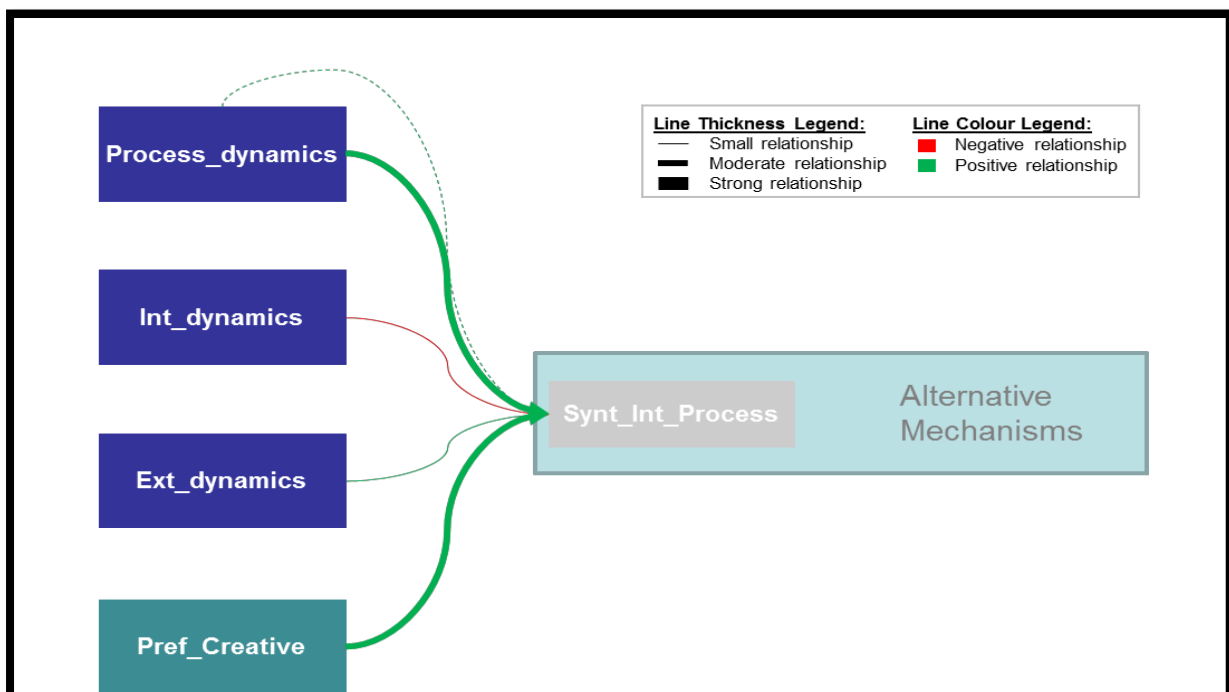 Process_dynamics
Line Thickness Legend:
Small relationship
Moderate relationship
Strong relationship
Line Colour Legend:
Negative relationship
Positive relationship
Int_dynamics
Synt_Int_Process
Alternative
Mechanisms
Ext_dynamics
Pref_Creative